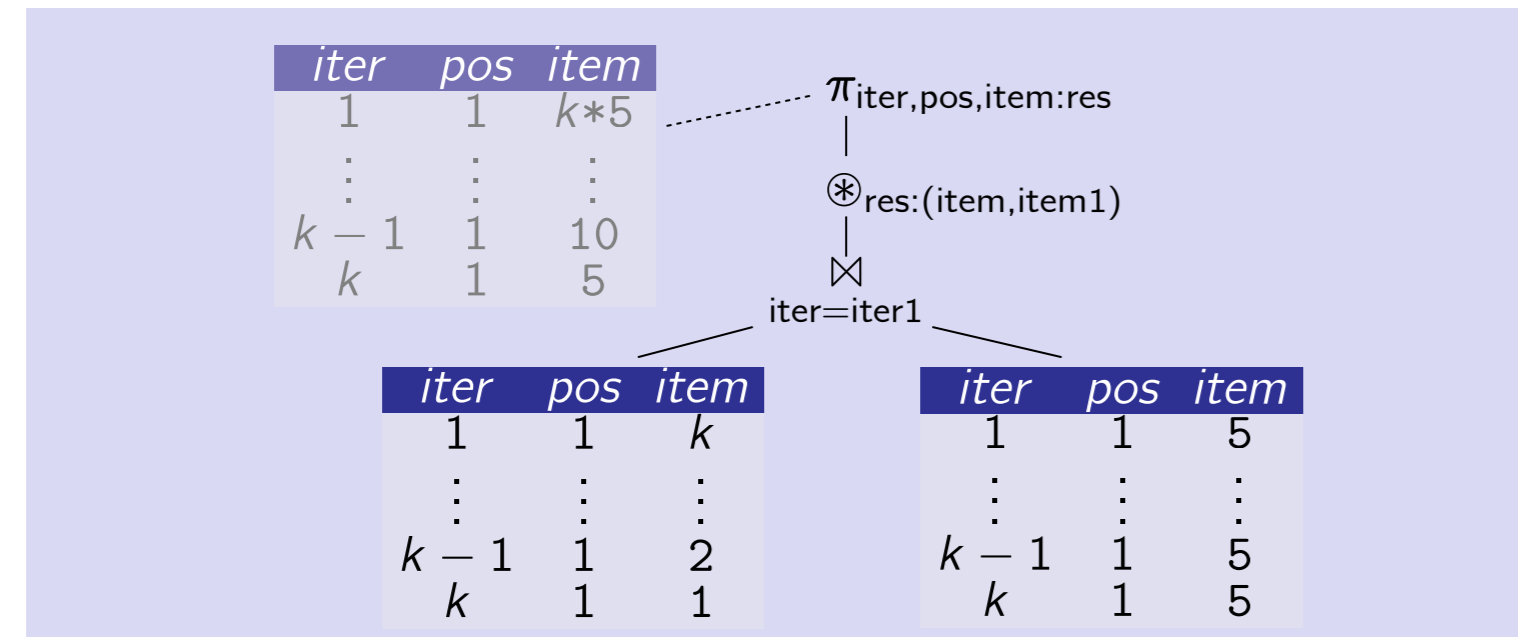 iter pos item
1 1 k*5
⋮ ⋮ ⋮
k − 1 1 10
k 1 5
π iter,pos,item:res
⊛ res:(item,item1)
⋈
iter=iter1
iter pos item
1 1 k
⋮ ⋮ ⋮
k − 1 1 2
k 1 1
iter pos item
1 1 5
⋮ ⋮ ⋮
k − 1 1 5
k 1 5